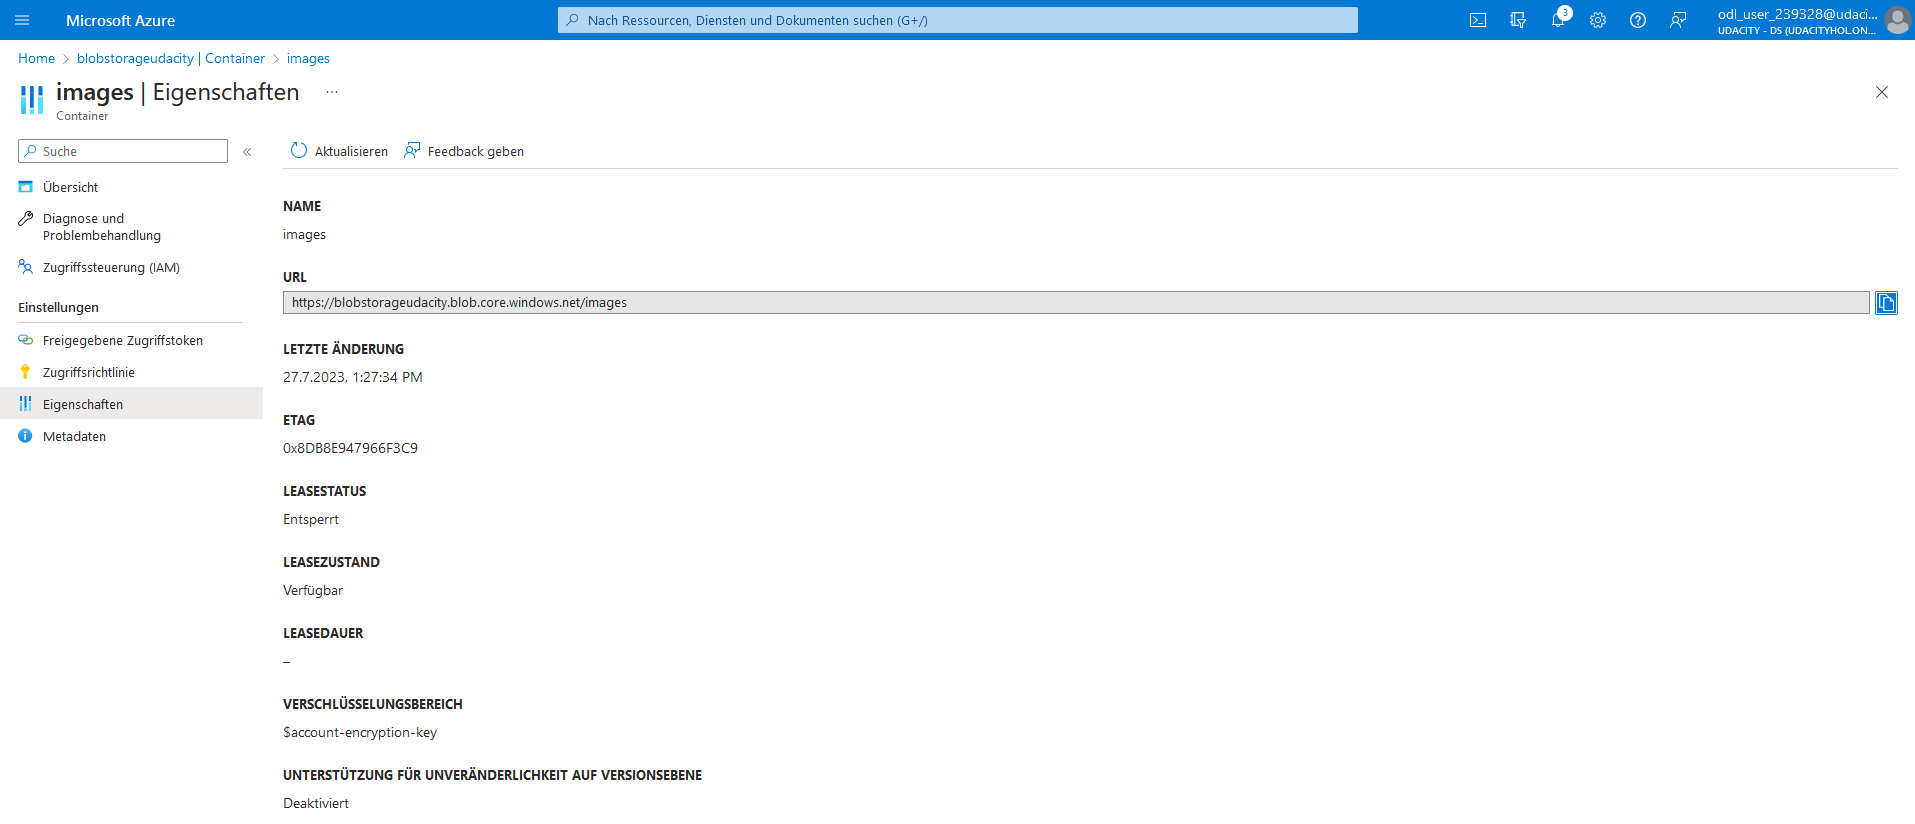 Microsoft Azure
Nach Ressourcen, Diensten und Dokumenten suchen (G+/)
3
odl_user_239328@udaci...
UDACITY - DS (UDACITYHOL.ON...
Home > blobstorageudacity | Container > images
images | Eigenschaften ...
Container
Suche
«
Aktualisieren
Feedback geben
Übersicht
Diagnose und
Problembehandlung
Zugriffssteuerung (IAM)
Einstellungen
Freigegebene Zugriffstoken
Zugriffsrichtlinie
Eigenschaften
Metadaten
NAME
images
URL
https://blobstorageudacity.blob.core.windows.net/images
LETZTE ÄNDERUNG
27.7.2023, 1:27:34 PM
ETAG
0x8DB8E947966F3C9
LEASESTATUS
Entsperrt
LEASEZUSTAND
Verfügbar
LEASEDAUER
–
VERSCHLÜSSELUNGSBEREICH
$account-encryption-key
UNTERSTÜTZUNG FÜR UNVERÄNDERLICHKEIT AUF VERSIONSEBENE
Deaktiviert